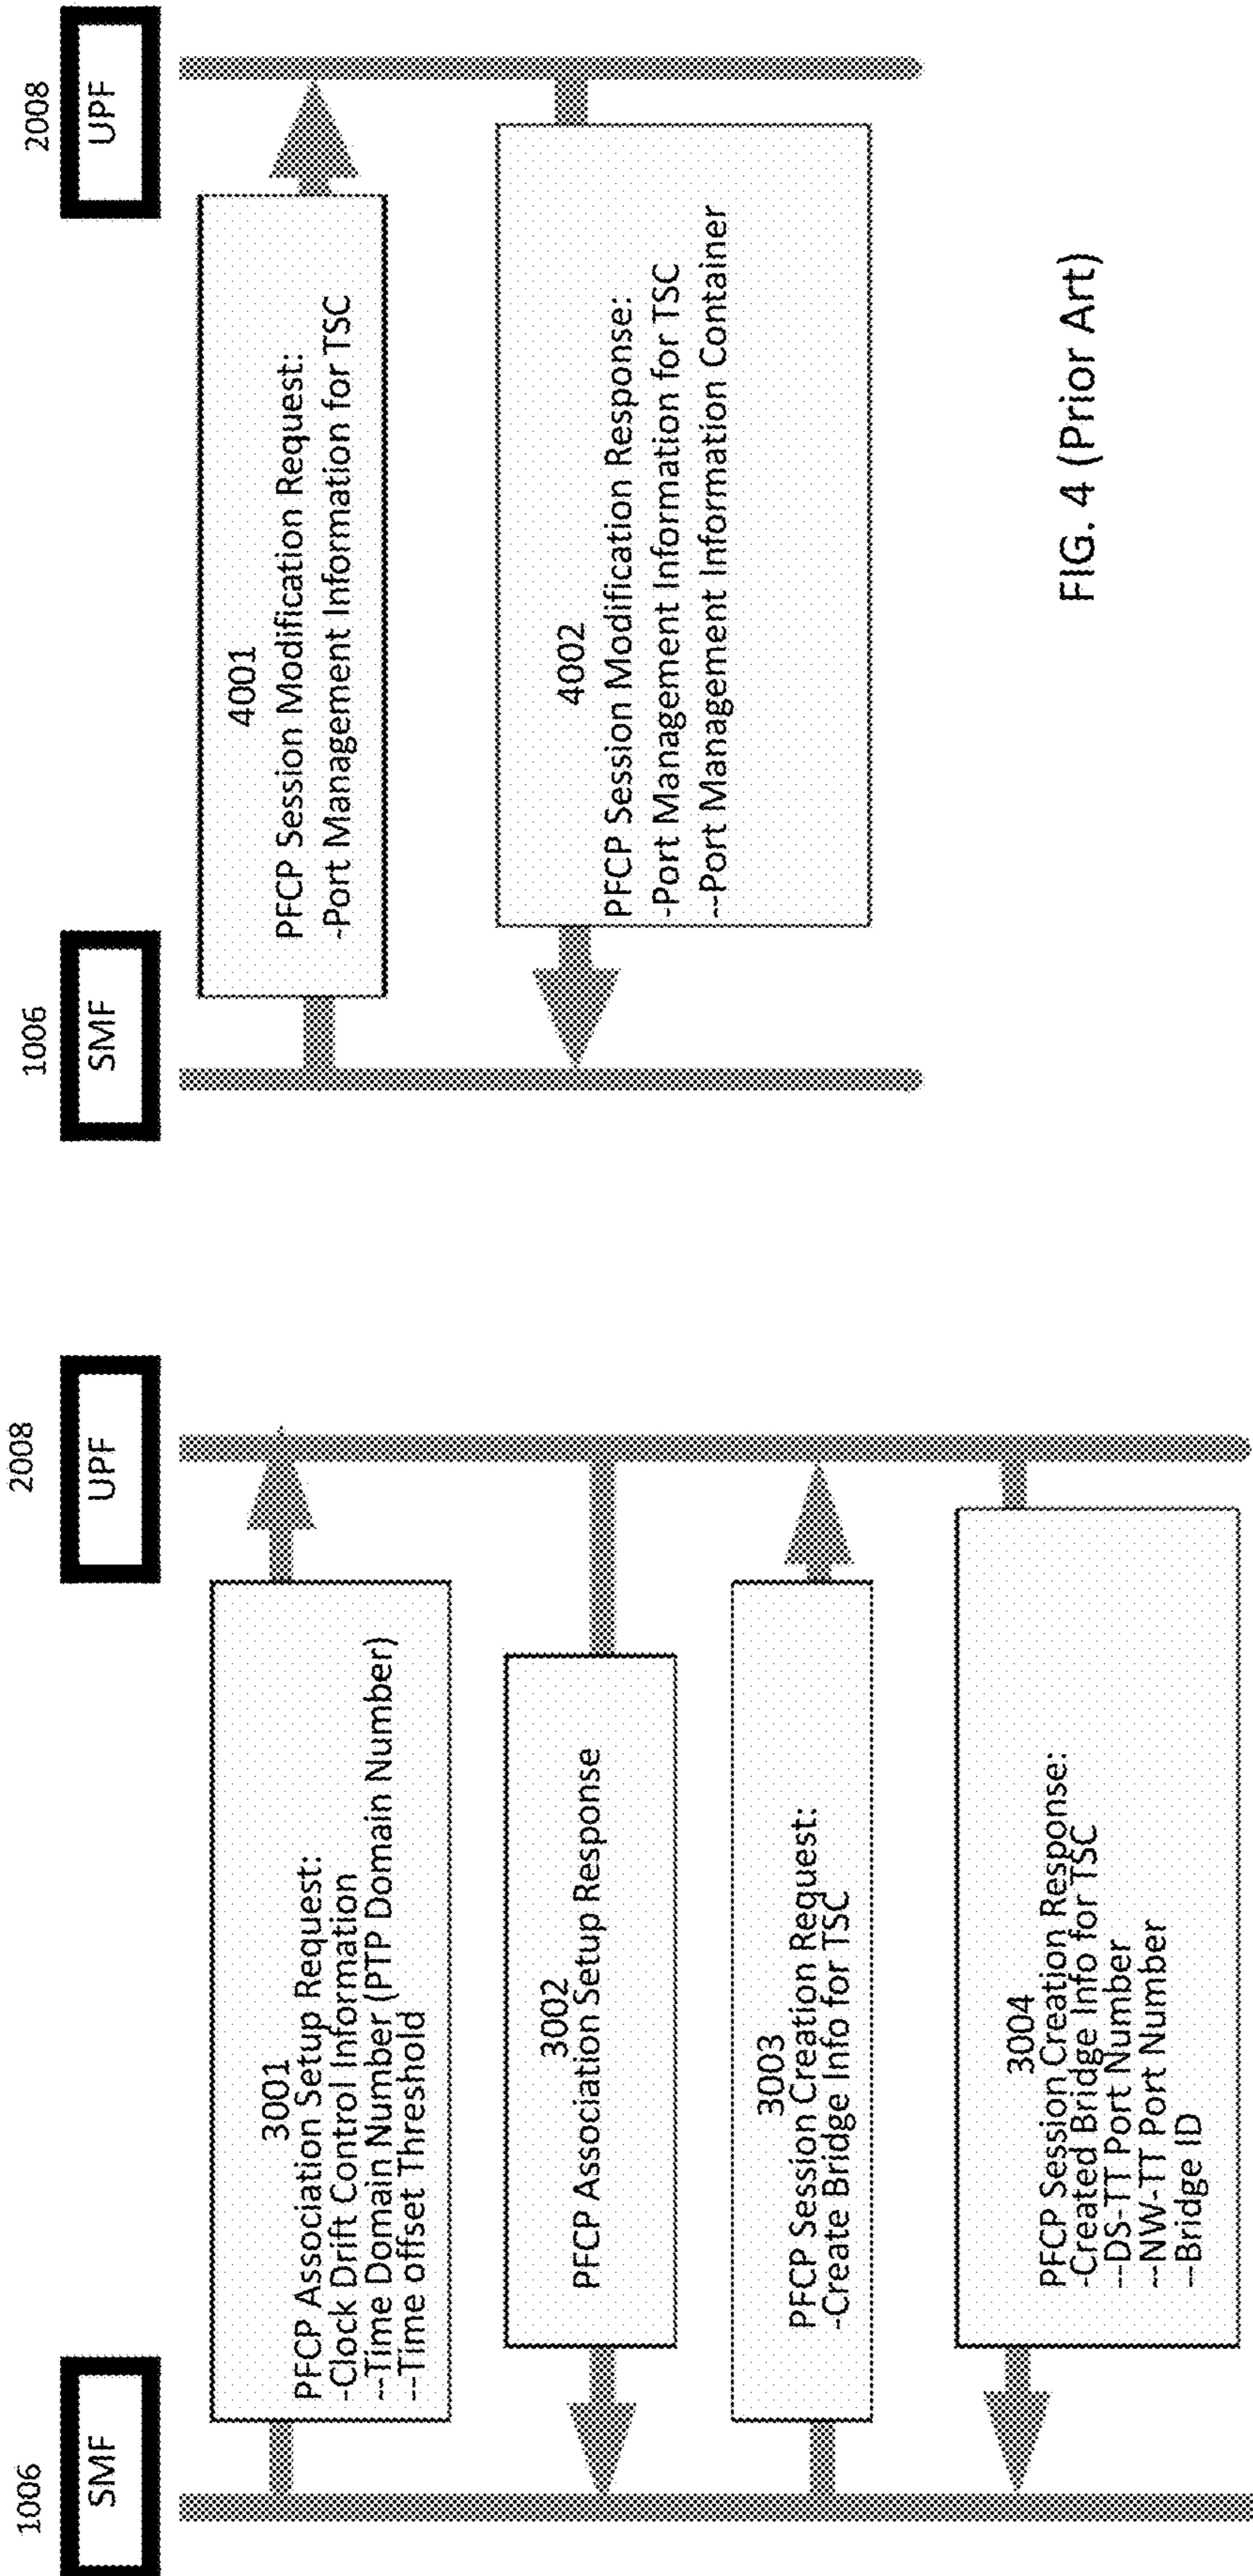 1006
SMF
2008
UPF
3001
PFCP Association Setup Request:
-Clock Drift Control Information
--Time Domain Number (PTP Domain Number)
--Time offset Threshold
3002
PFCP Association Setup Response
3003
PFCP Session Creation Request:
-Create Bridge Info for TSC
3004
PFCP Session Creation Response:
-Created Bridge Info for TSC
--DS-TT Port Number
--NW-TT Port Number
--Bridge ID
1006
SMF
2008
UPF
4001
PFCP Session Modification Request:
-Port Management Information for TSC
4002
PFCP Session Modification Response:
-Port Management Information for TSC
--Port Management Information Container
FIG. 4 (Prior Art)